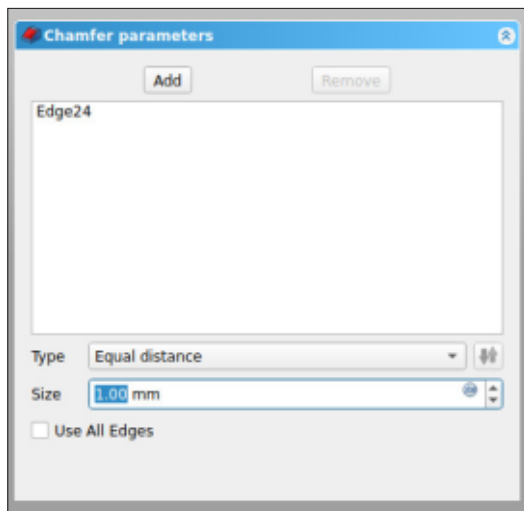 Chamfer parameters
Add Remove
Edge24
Type Equal distance
Size 1.00 mm
Use All Edges